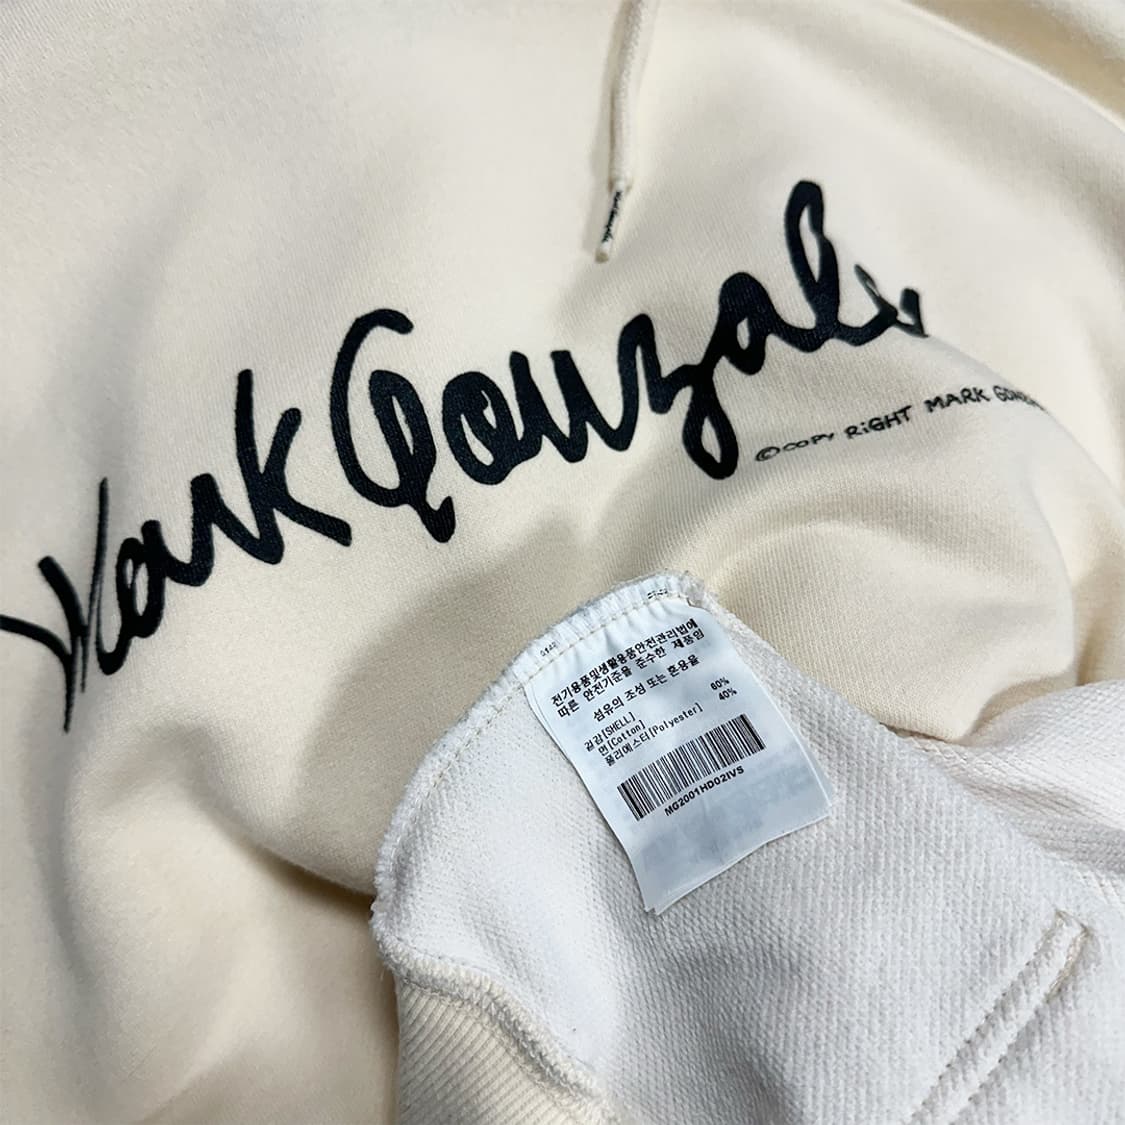 Mark Gonzales
©COPY RIGHT MARK GONZA
전기용품및생활용품안전관리법에
따른 안전기준을 준수한 제품임
섬유의 조성 또는 혼용율
겉감[SHELL]
면[Cotton] 60%
폴리에스터[Polyester] 40%
MG2001HD02IVS